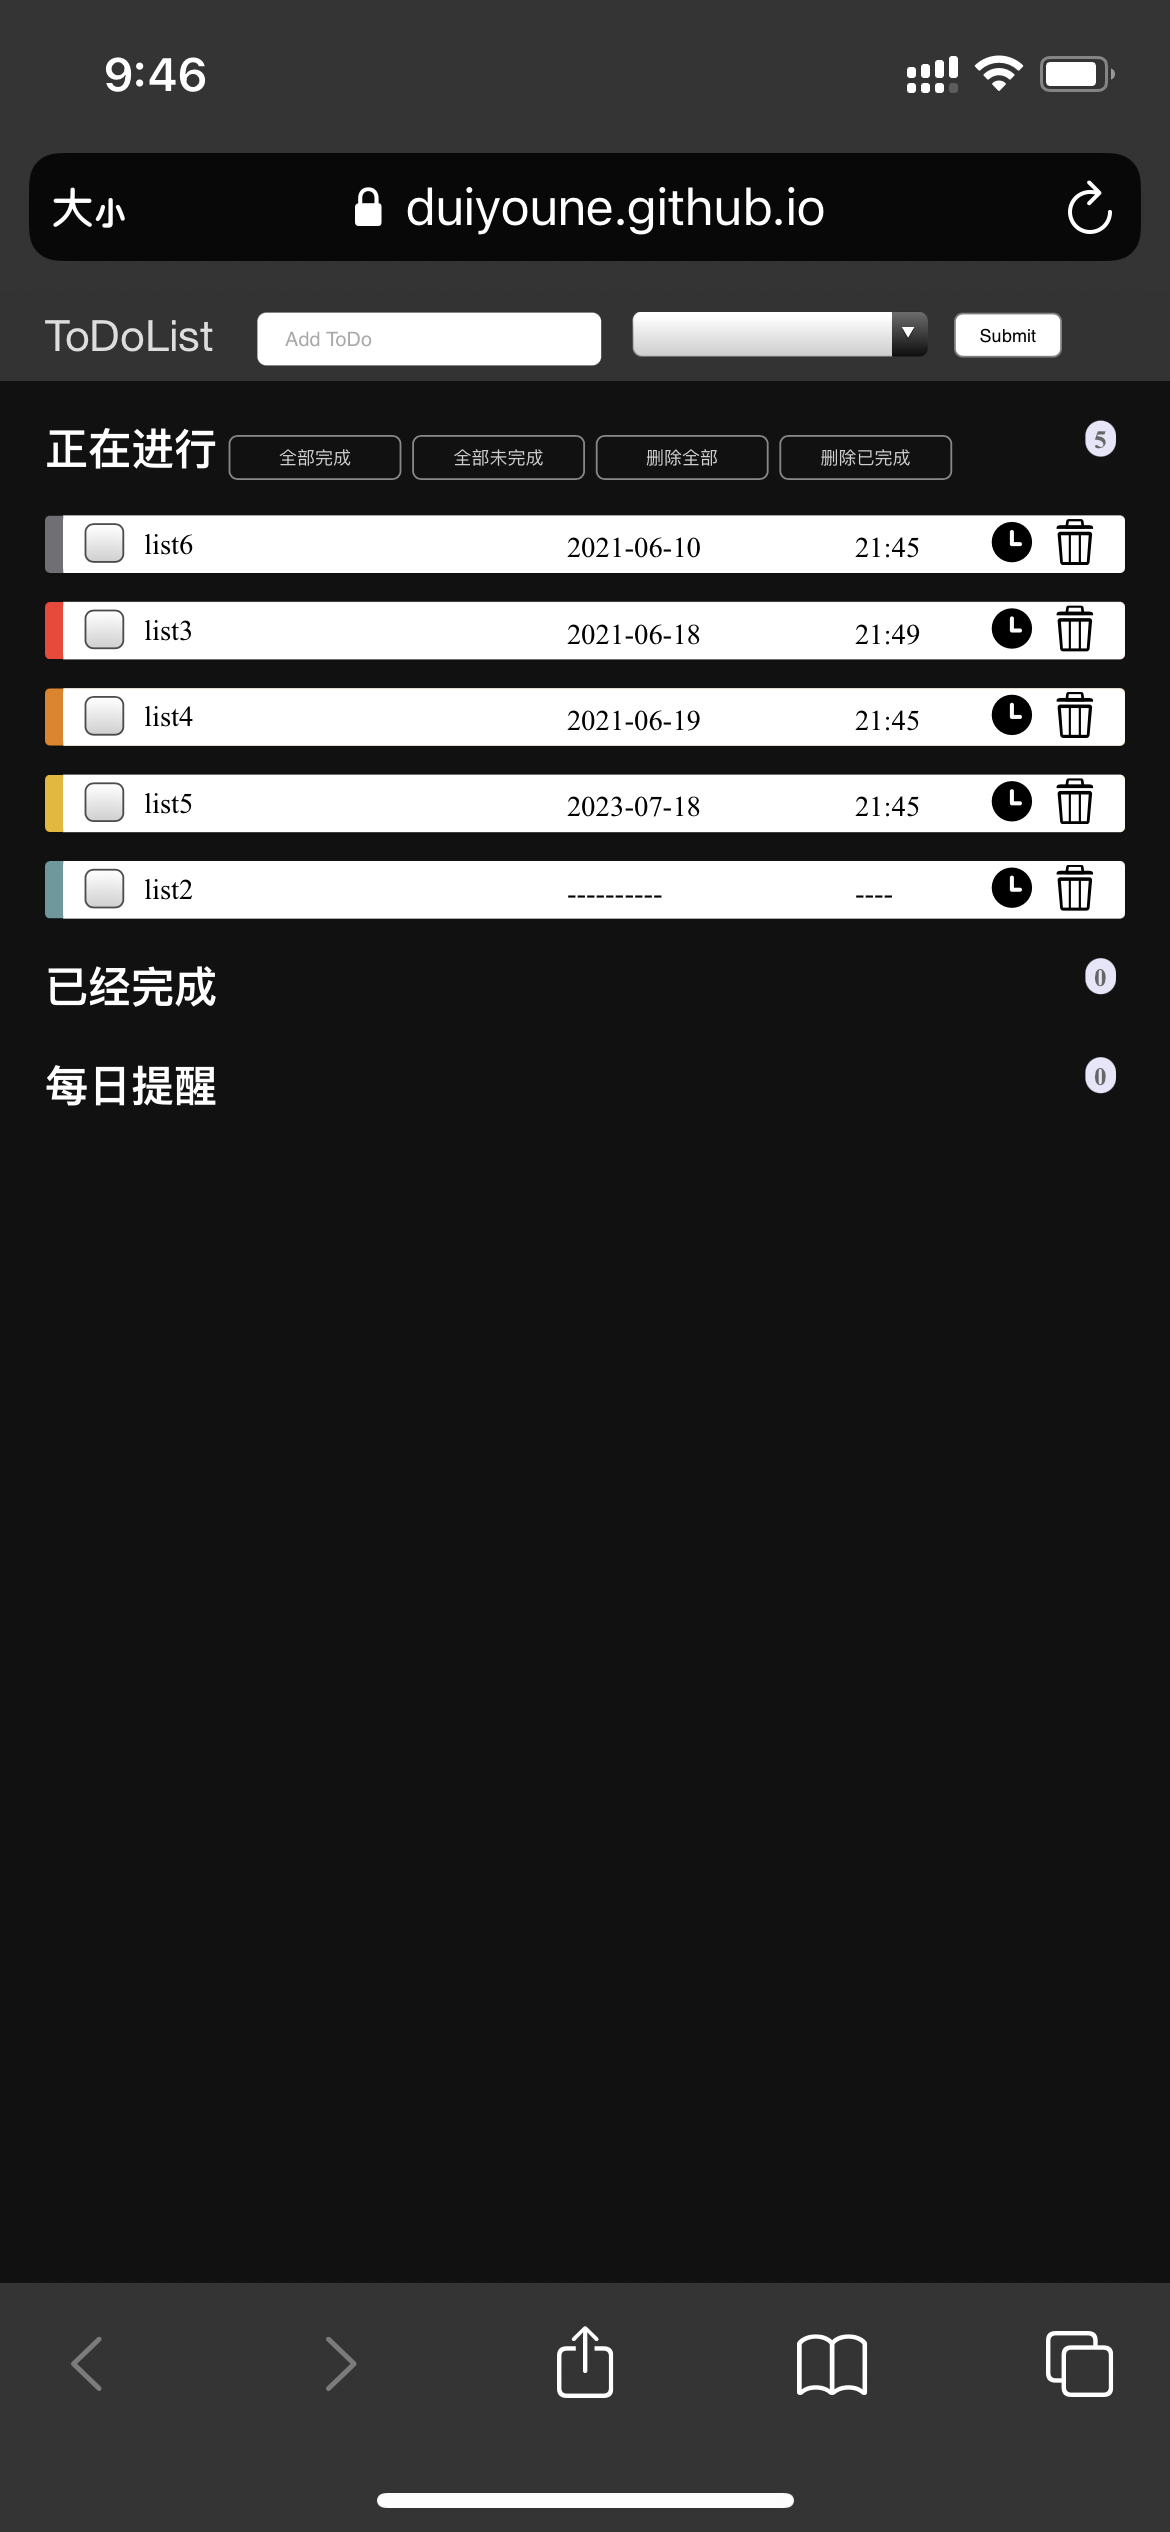 9:46
大小 duiyoune.github.io
ToDoList Add ToDo Submit
正在进行 全部完成 全部未完成 删除全部 删除已完成 5
list6 2021-06-10 21:45
list3 2021-06-18 21:49
list4 2021-06-19 21:45
list5 2023-07-18 21:45
list2 ---------- ----
已经完成 0
每日提醒 0